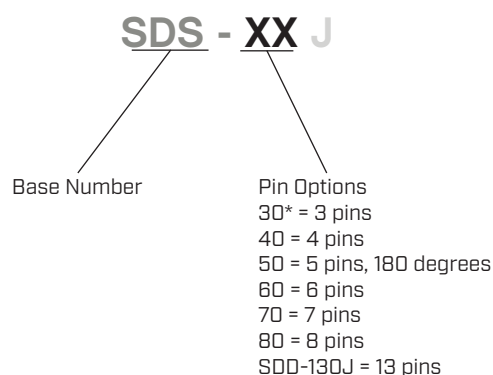 SDS - XX J
Base Number
Pin Options
30* = 3 pins
40 = 4 pins
50 = 5 pins, 180 degrees
60 = 6 pins
70 = 7 pins
80 = 8 pins
SDD-130J = 13 pins